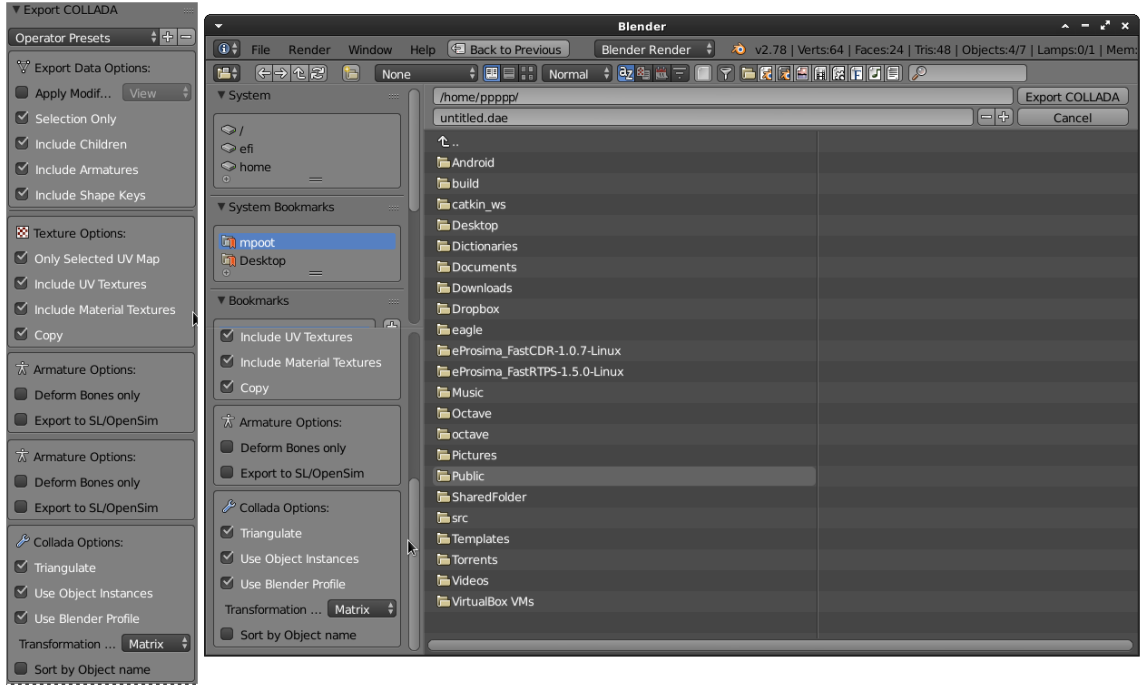 Export COLLADA
Operator Presets
Export Data Options:
Apply Modif... View
Selection Only
Include Children
Include Armatures
Include Shape Keys
Texture Options:
Only Selected UV Map
Include UV Textures
Include Material Textures
Copy
Armature Options:
Deform Bones only
Export to SL/OpenSim
Armature Options:
Deform Bones only
Export to SL/OpenSim
Collada Options:
Triangulate
Use Object Instances
Use Blender Profile
Transformation ... Matrix
Sort by Object name
Blender
File Render Window Help Back to Previous Blender Render v2.78 | Verts:64 | Faces:24 | Tris:48 | Objects:4/7 | Lamps:0/1 | Mem:
None Normal
System
/
efi
home
System Bookmarks
mpoot
Desktop
Bookmarks
Include UV Textures
Include Material Textures
Copy
Armature Options:
Deform Bones only
Export to SL/OpenSim
Collada Options:
Triangulate
Use Object Instances
Use Blender Profile
Transformation ... Matrix
Sort by Object name
/home/ppppp/ Export COLLADA
untitled.dae Cancel
..
Android
build
catkin_ws
Desktop
Dictionaries
Documents
Downloads
Dropbox
eagle
eProsima_FastCDR-1.0.7-Linux
eProsima_FastRTPS-1.5.0-Linux
Music
Octave
octave
Pictures
Public
SharedFolder
src
Templates
Torrents
Videos
VirtualBox VMs